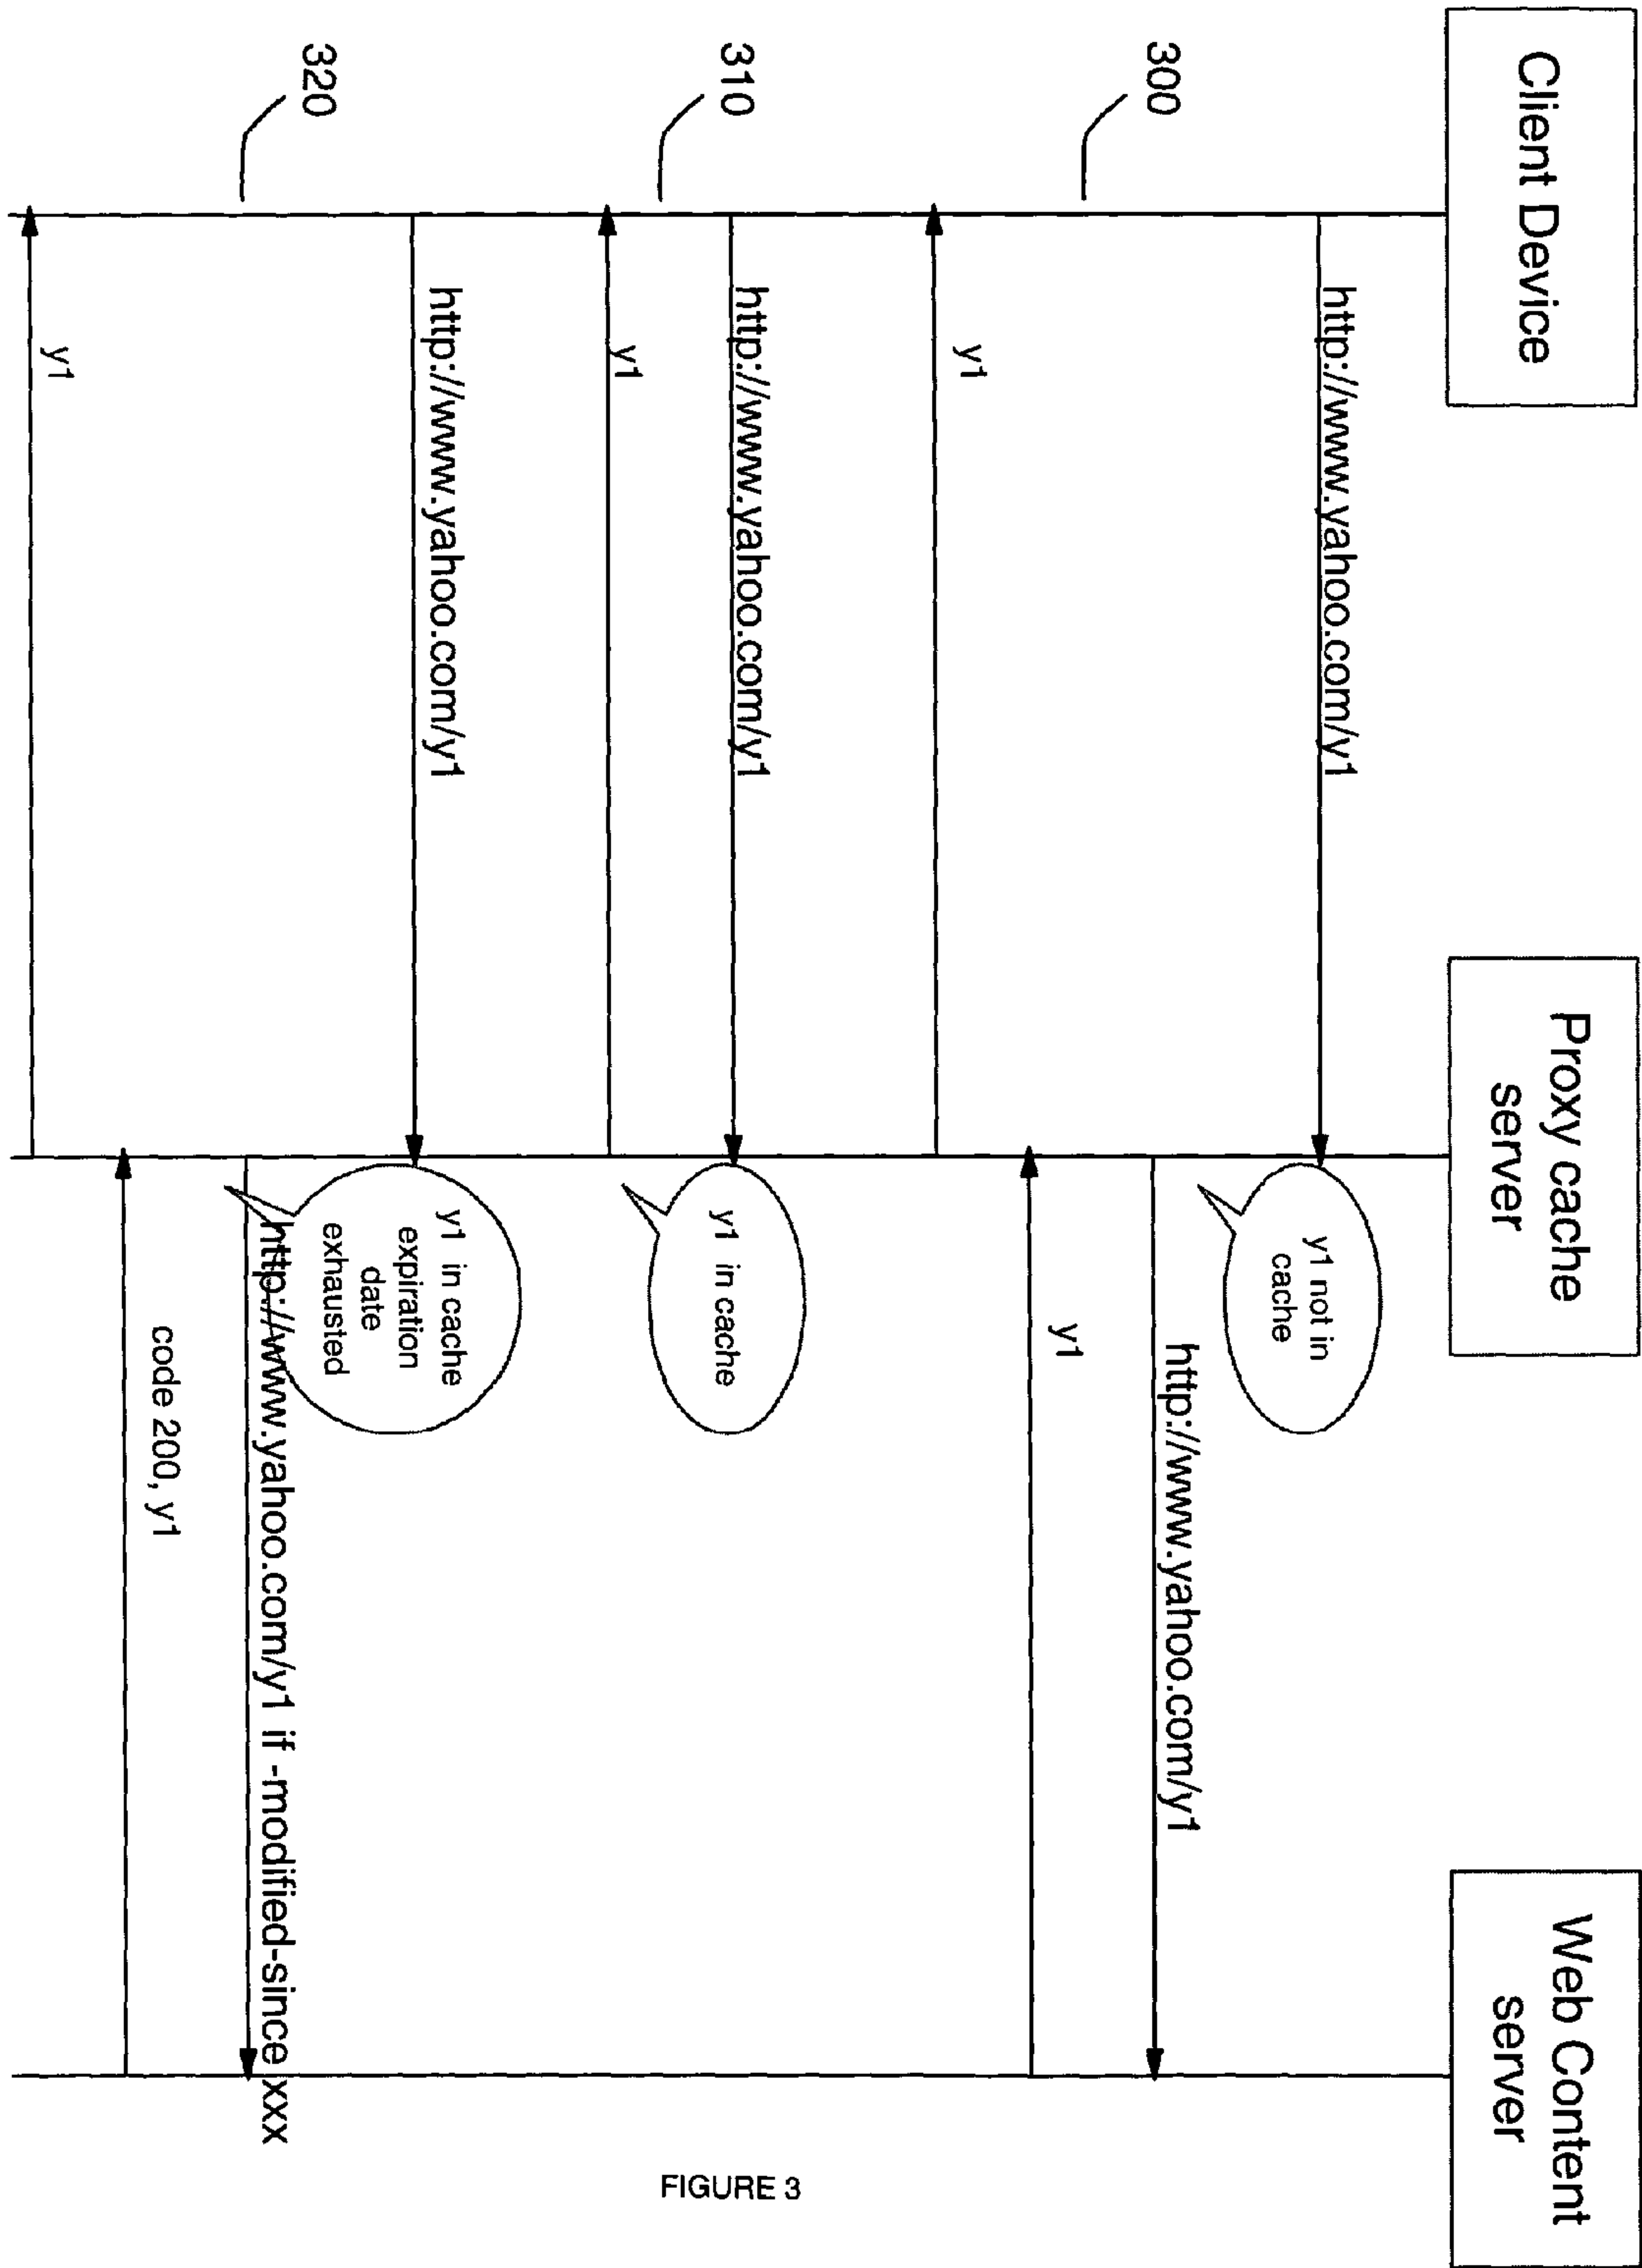 Client Device
Proxy cache
server
Web Content
server
300
http://www.yahoo.com/y1
y1 not in
cache
http://www.yahoo.com/y1
y1
y1
310
http://www.yahoo.com/y1
y1 in cache
y1
320
http://www.yahoo.com/y1
y1 in cache
expiration
date
exhausted
http://www.yahoo.com/y1 if -modified-since xxx
code 200, y1
y1
FIGURE 3